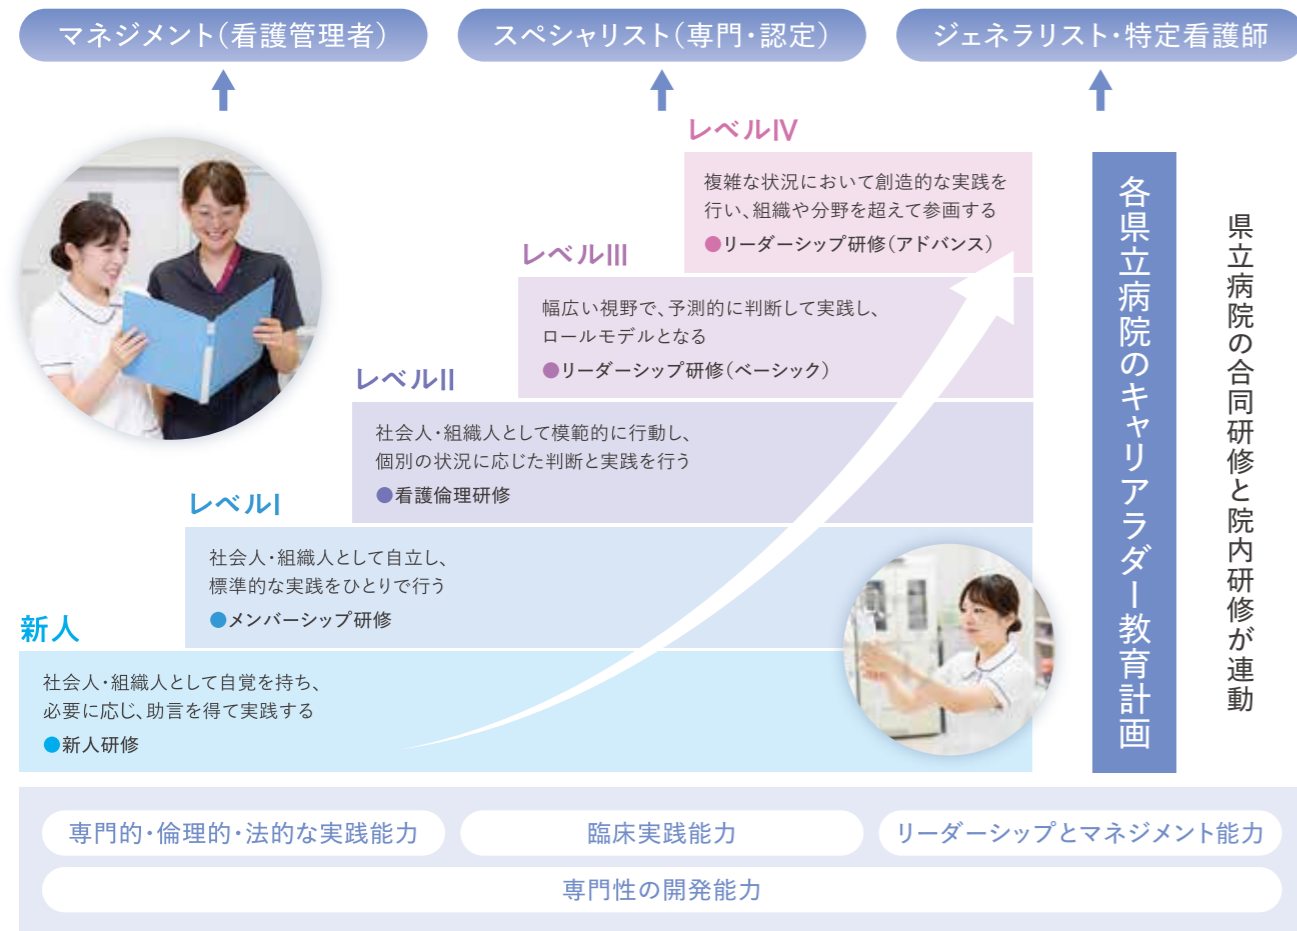 マネジメント（看護管理者）
スペシャリスト（専門・認定）
ジェネラリスト・特定看護師
レベルⅣ
複雑な状況において創造的な実践を
行い、組織や分野を超えて参画する
●リーダーシップ研修（アドバンス）
レベルⅢ
幅広い視野で、予測的に判断して実践し、
ロールモデルとなる
●リーダーシップ研修（ベーシック）
レベルⅡ
社会人・組織人として模範的に行動し、
個別の状況に応じた判断と実践を行う
●看護倫理研修
レベルⅠ
社会人・組織人として自立し、
標準的な実践をひとりで行う
●メンバーシップ研修
新人
社会人・組織人として自覚を持ち、
必要に応じ、助言を得て実践する
●新人研修
各県立病院のキャリアラダー教育計画
県立病院の合同研修と院内研修が連動
専門的・倫理的・法的な実践能力
臨床実践能力
リーダーシップとマネジメント能力
専門性の開発能力